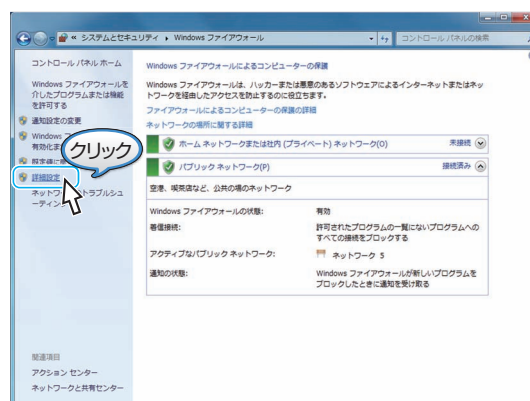 « システムとセキュリティ ▸ Windows ファイアウォール
コントロール パネルの検索
コントロール パネル ホーム
Windows ファイアウォールを
介したプログラムまたは機能
を許可する
通知設定の変更
Windows フ
有効化ま
既定値に
詳細設定
ネットワ
トラブルシュ
ーティン
クリック
関連項目
アクション センター
ネットワークと共有センター
Windows ファイアウォールによるコンピューターの保護
Windows ファイアウォールは、ハッカーまたは悪意のあるソフトウェアによるインターネットまたはネッ
トワークを経由したアクセスを防止するのに役立ちます。
ファイアウォールによるコンピューターの保護の詳細
ネットワークの場所に関する詳細
ホーム ネットワークまたは社内 (プライベート) ネットワーク(O) 未接続
パブリック ネットワーク(P) 接続済み
空港、喫茶店など、公共の場のネットワーク
Windows ファイアウォールの状態: 有効
着信接続: 許可されたプログラムの一覧にないプログラムへの
すべての接続をブロックする
アクティブなパブリック ネットワーク: ネットワーク 5
通知の状態: Windows ファイアウォールが新しいプログラムを
ブロックしたときに通知を受け取る